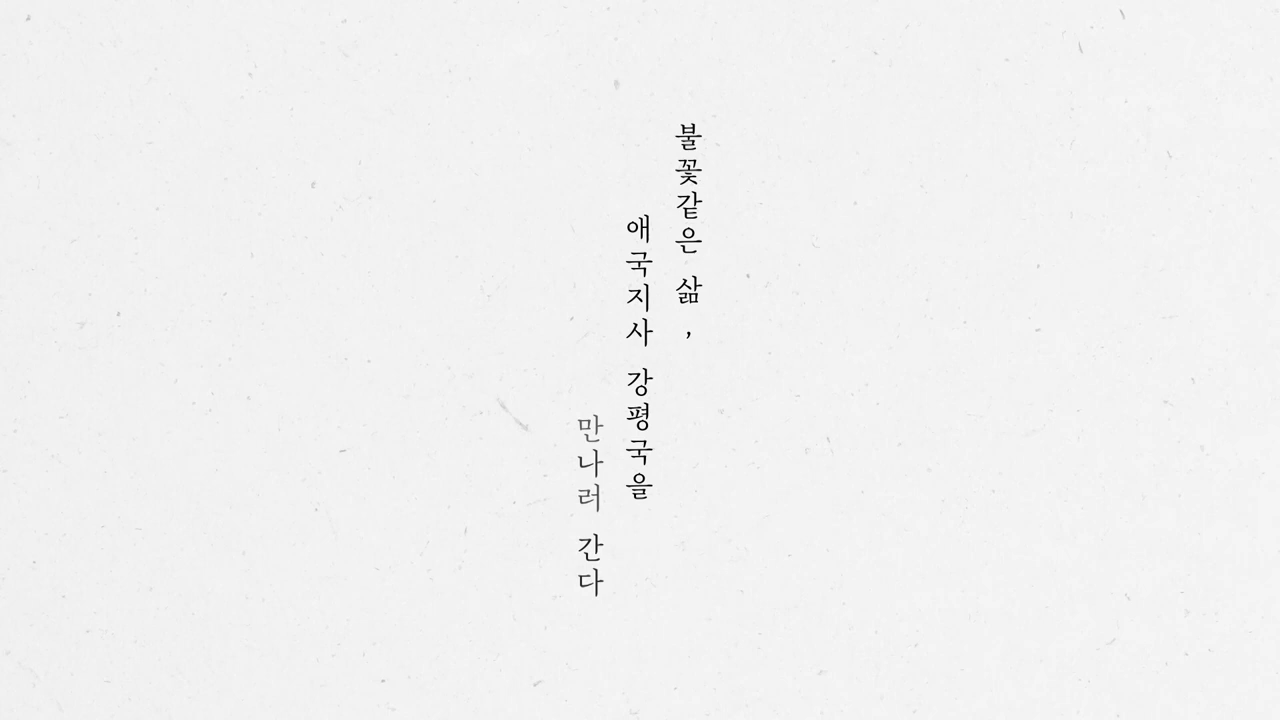 불꽃같은 삶,
애국지사 강평국을
만나러 간다